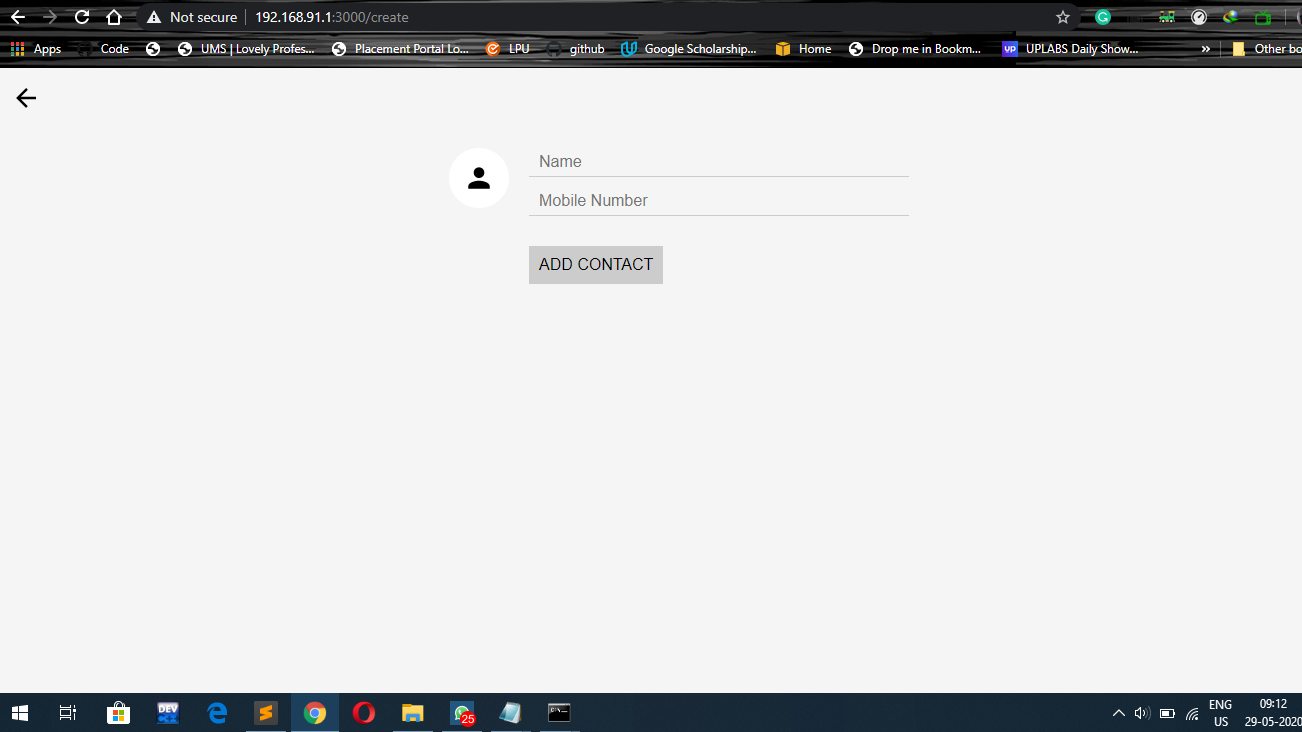 Not secure 192.168.91.1:3000/create
Apps Code UMS | Lovely Profes... Placement Portal Lo... LPU github Google Scholarship... Home Drop me in Bookm... UP UPLABS Daily Show... » Other bo
Name
Mobile Number
ADD CONTACT
DEV 25 ENG 09:12
US 29-05-2020